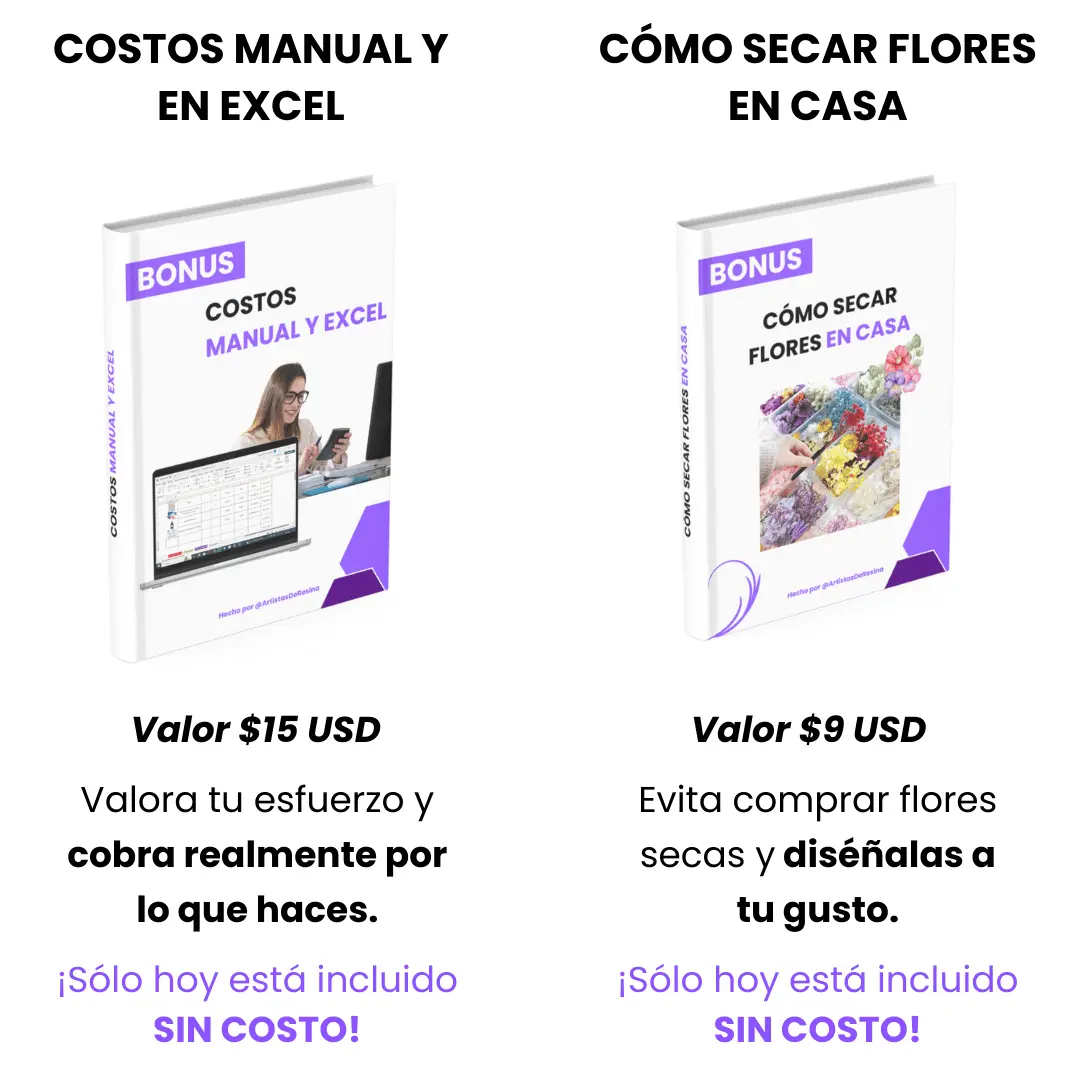 COSTOS MANUAL Y
EN EXCEL
BONUS
COSTOS
MANUAL Y EXCEL
COSTOS MANUAL Y EXCEL
Hecho por @ArtistasDeResina
Valor $15 USD
Valora tu esfuerzo y
cobra realmente por
lo que haces.
¡Sólo hoy está incluido
SIN COSTO!
CÓMO SECAR FLORES
EN CASA
BONUS
CÓMO SECAR
FLORES EN CASA
CÓMO SECAR FLORES EN CASA
Hecho por @ArtistasDeResina
Valor $9 USD
Evita comprar flores
secas y diséñalas a
tu gusto.
¡Sólo hoy está incluido
SIN COSTO!